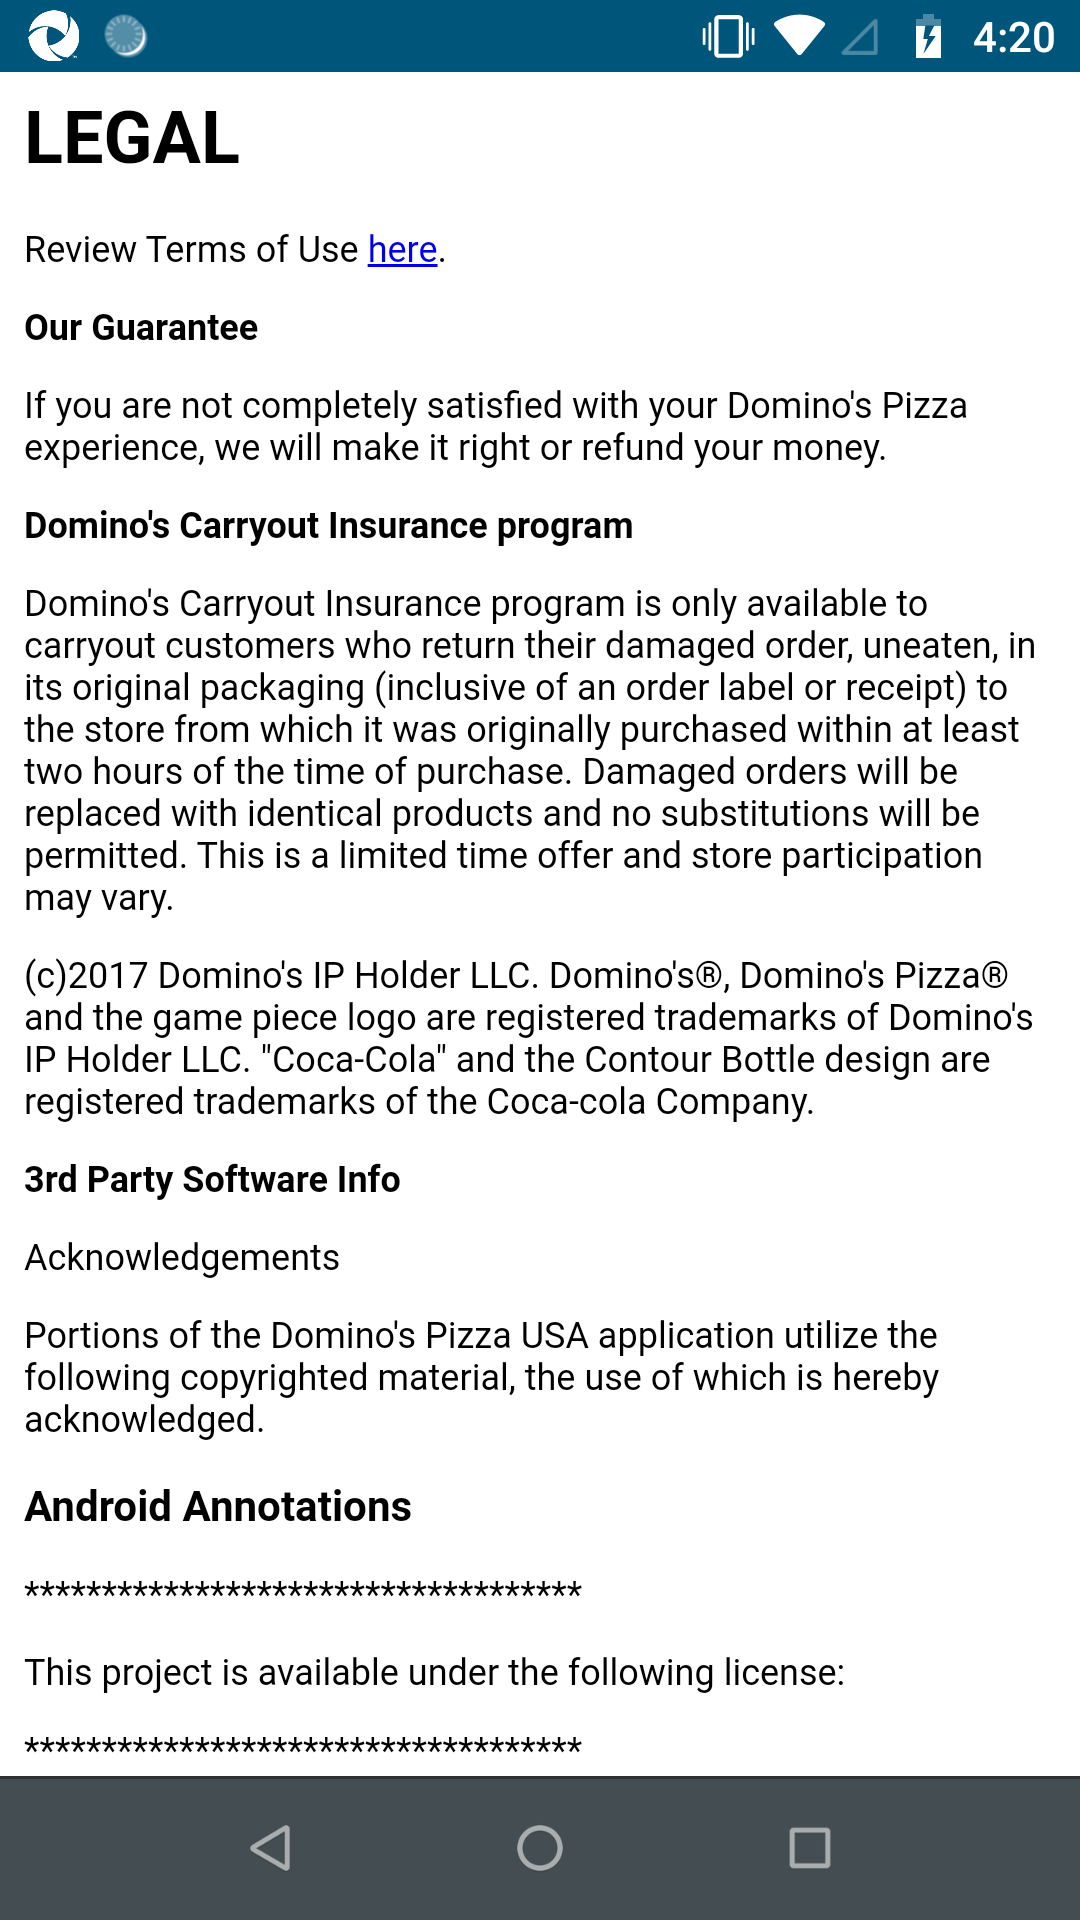 4:20
LEGAL
Review Terms of Use here.
Our Guarantee
If you are not completely satisfied with your Domino's Pizza
experience, we will make it right or refund your money.
Domino's Carryout Insurance program
Domino's Carryout Insurance program is only available to
carryout customers who return their damaged order, uneaten, in
its original packaging (inclusive of an order label or receipt) to
the store from which it was originally purchased within at least
two hours of the time of purchase. Damaged orders will be
replaced with identical products and no substitutions will be
permitted. This is a limited time offer and store participation
may vary.
(c)2017 Domino's IP Holder LLC. Domino's®, Domino's Pizza®
and the game piece logo are registered trademarks of Domino's
IP Holder LLC. "Coca-Cola" and the Contour Bottle design are
registered trademarks of the Coca-cola Company.
3rd Party Software Info
Acknowledgements
Portions of the Domino's Pizza USA application utilize the
following copyrighted material, the use of which is hereby
acknowledged.
Android Annotations
************************************
This project is available under the following license:
************************************